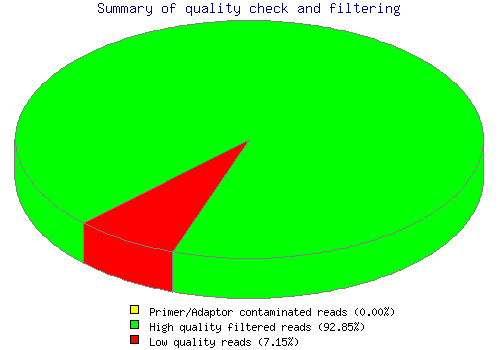 Summary of quality check and filtering
Primer/Adaptor contaminated reads (0.00%)
High quality filtered reads (92.85%)
Low quality reads (7.15%)